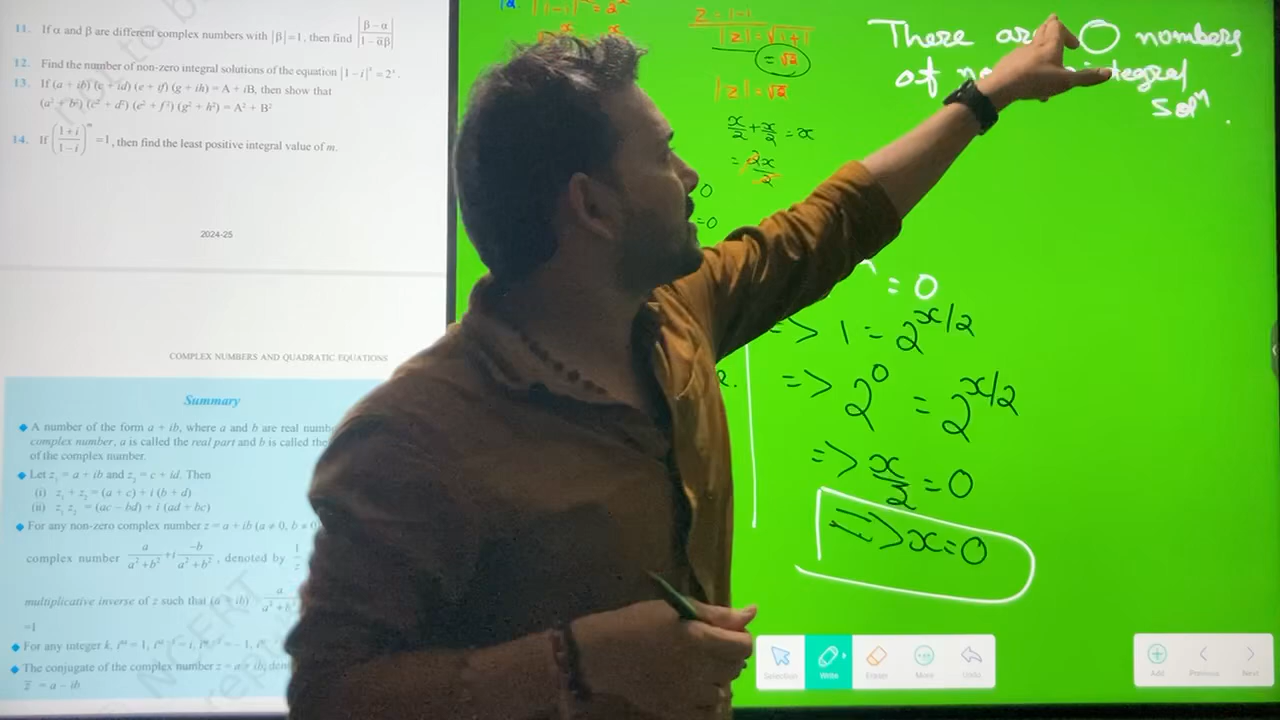 11. If α and β are different complex numbers with |β| = 1, then find |(β – α)/(1 – ᾱβ)|
12. Find the number of non-zero integral solutions of the equation |1 – i|ˣ = 2ˣ.
13. If (a + ib) (c + id) (e + if) (g + ih) = A + iB, then show that
(a² + b²) (c² + d²) (e² + f²) (g² + h²) = A² + B²
14. If ((1 + i)/(1 – i))ᵐ = 1, then find the least positive integral value of m.
2024-25
COMPLEX NUMBERS AND QUADRATIC EQUATIONS
Summary
◆ A number of the form a + ib, where a and b are real
complex number, a is called the real part and b is called the
of the complex number.
◆ Let z₁ = a + ib and z₂ = c + id. Then
(i) z₁ + z₂ = (a + c) + i (b + d)
(ii) z₁ z₂ = (ac – bd) + i (ad + bc)
◆ For any non-zero complex number z = a + ib (a ≠ 0, b ≠ 0)
complex number a/(a² + b²) + i –b/(a² + b²), denoted by
multiplicative inverse of z such that (a + ib)
=1
◆ For any integer k,
◆ The conjugate of the complex number z = a + ib,
z̄ = a – ib
|z| = √1+1
= √2
|z| = √2
x/2 + x/2 = x
= 2x/2
0
=0
There 0 numbers
of
Solⁿ.
= 0
=> 1 = 2^(x/2)
=> 2⁰ = 2^(x/2)
=> x/2 = 0
=> x=0
Selection Write Eraser More Undo
Add Previous Next